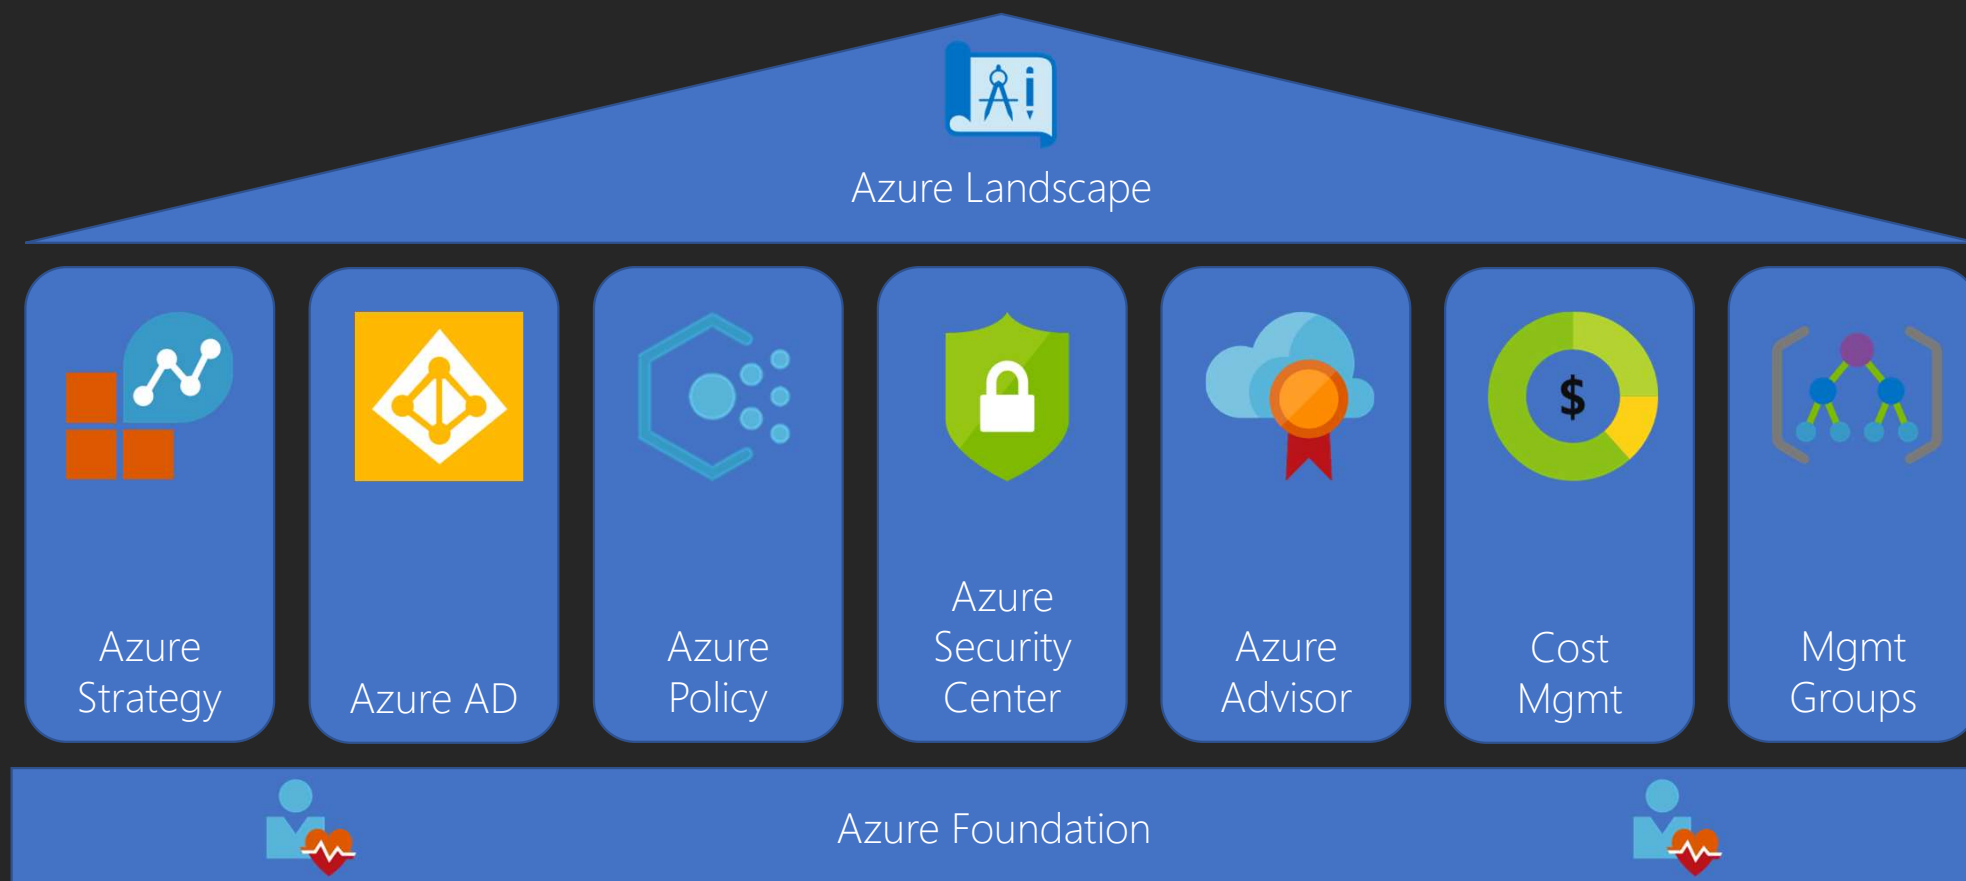 Azure Landscape
Azure
Strategy
Azure AD
Azure
Policy
Azure
Security
Center
Azure
Advisor
$
Cost
Mgmt
Mgmt
Groups
Azure Foundation